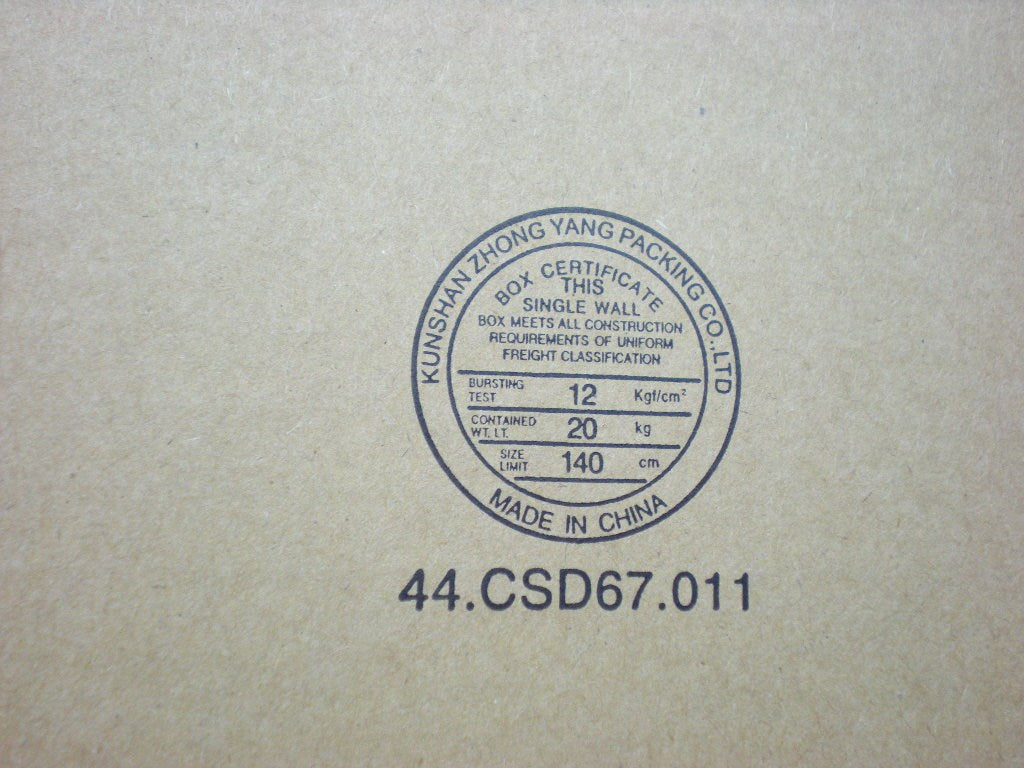 KUNSHAN ZHONG YANG PACKING CO.,LTD
BOX CERTIFICATE
THIS
SINGLE WALL
BOX MEETS ALL CONSTRUCTION
REQUIREMENTS OF UNIFORM
FREIGHT CLASSIFICATION
BURSTING TEST 12 Kgf/cm²
CONTAINED WT. LT. 20 kg
SIZE LIMIT 140 cm
MADE IN CHINA
44.CSD67.011